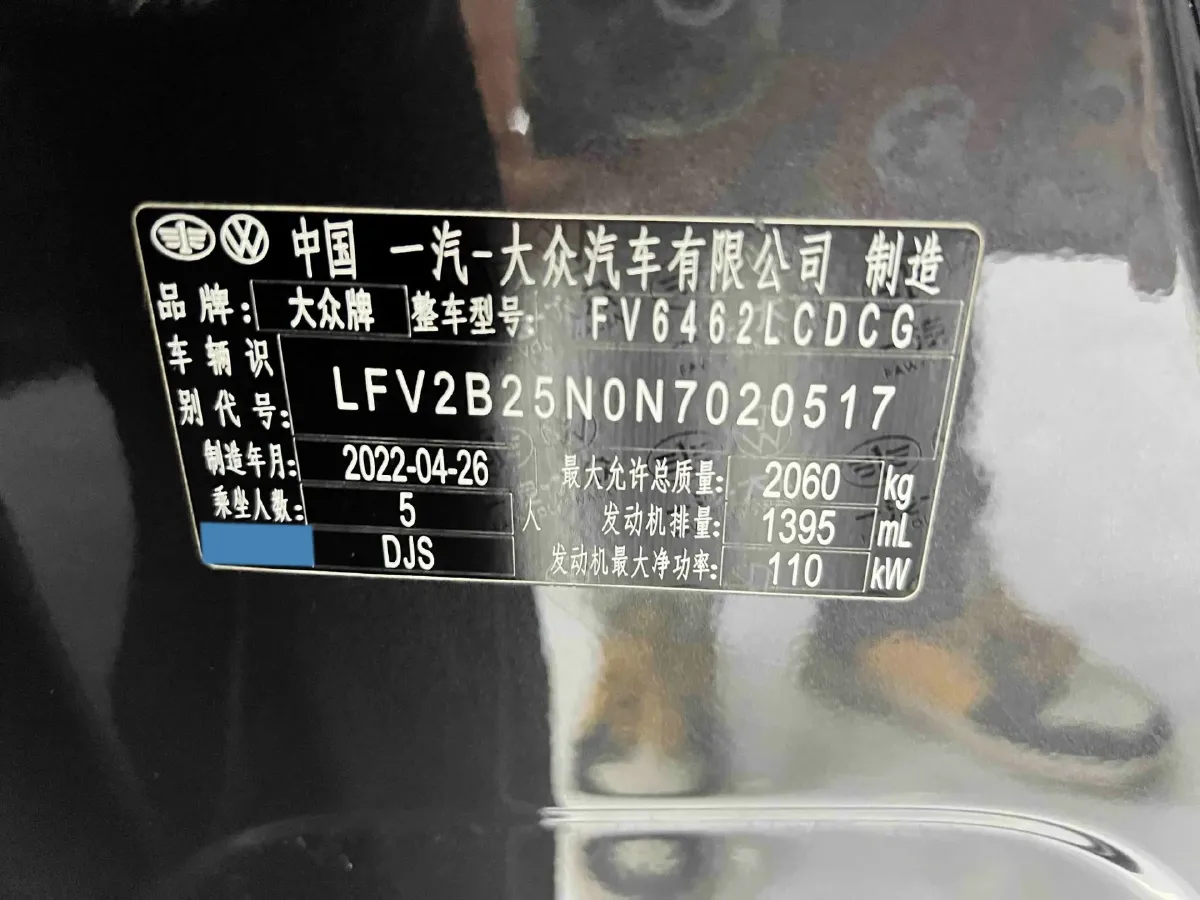 中国 一汽-大众汽车有限公司 制造
品牌: 大众牌 整车型号: FV6462LCDCG
车辆识别代号: LFV2B25N0N7020517
制造年月: 2022-04-26 最大允许总质量: 2060 kg
乘坐人数: 5 人 发动机排量: 1395 mL
DJS 发动机最大净功率: 110 kW